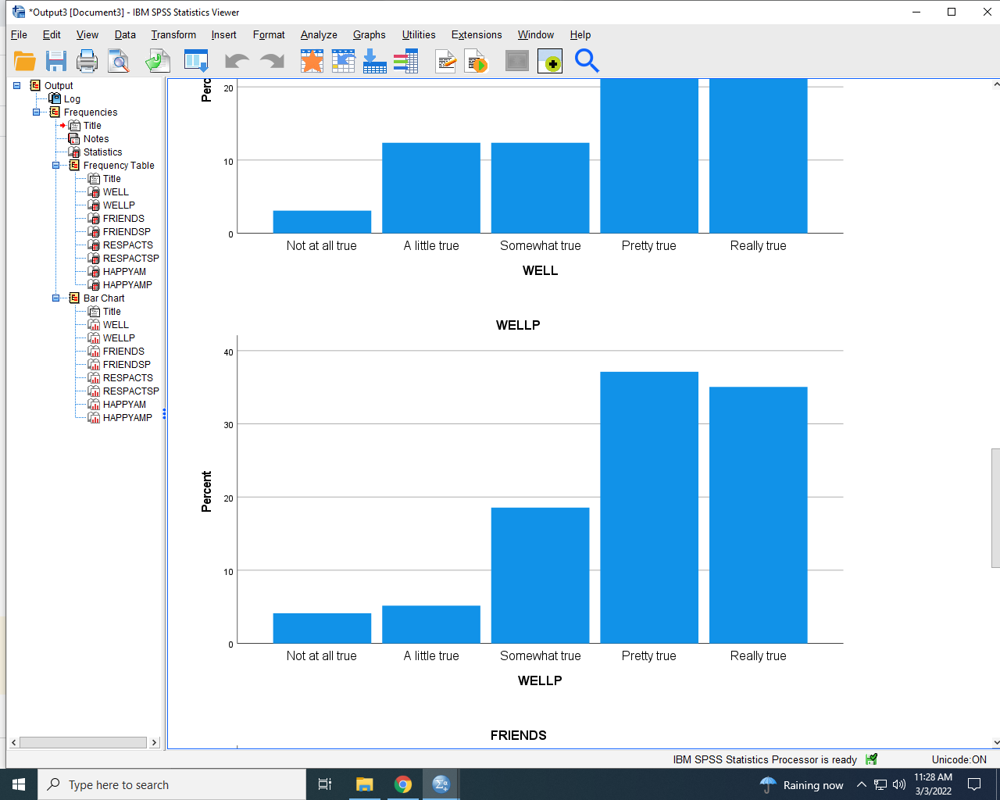 *Output3 [Document3] - IBM SPSS Statistics Viewer
File Edit View Data Transform Insert Format Analyze Graphs Utilities Extensions Window Help
Output
Log
Frequencies
Title
Notes
Statistics
Frequency Table
Title
WELL
WELLP
FRIENDS
FRIENDSP
RESPACTS
RESPACTSP
HAPPYAM
HAPPYAMP
Bar Chart
Title
WELL
WELLP
FRIENDS
FRIENDSP
RESPACTS
RESPACTSP
HAPPYAM
HAPPYAMP
Perc
20
10
0
Not at all true A little true Somewhat true Pretty true Really true
WELL
WELLP
Percent
40
30
20
10
0
Not at all true A little true Somewhat true Pretty true Really true
WELLP
FRIENDS
IBM SPSS Statistics Processor is ready Unicode:ON
Type here to search
Raining now
11:28 AM
3/3/2022